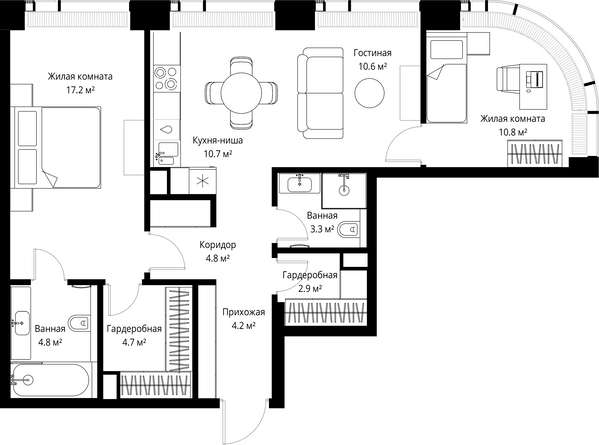 Гостиная
10.6 м²
Жилая комната
17.2 м²
Жилая комната
10.8 м²
Кухня-ниша
10.7 м²
Ванная
3.3 м²
Коридор
4.8 м²
Гардеробная
2.9 м²
Прихожая
4.2 м²
Ванная
4.8 м²
Гардеробная
4.7 м²